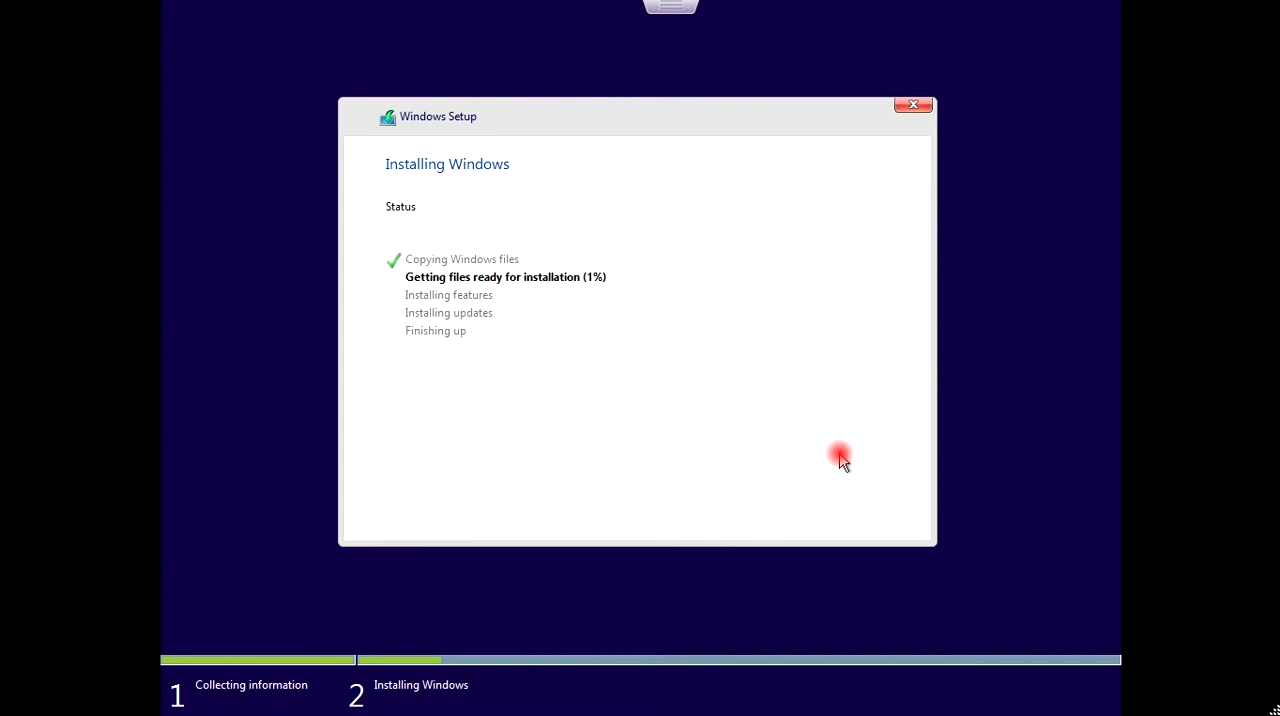 Windows Setup
Installing Windows
Status
Copying Windows files
Getting files ready for installation (1%)
Installing features
Installing updates
Finishing up
1 Collecting information
2 Installing Windows